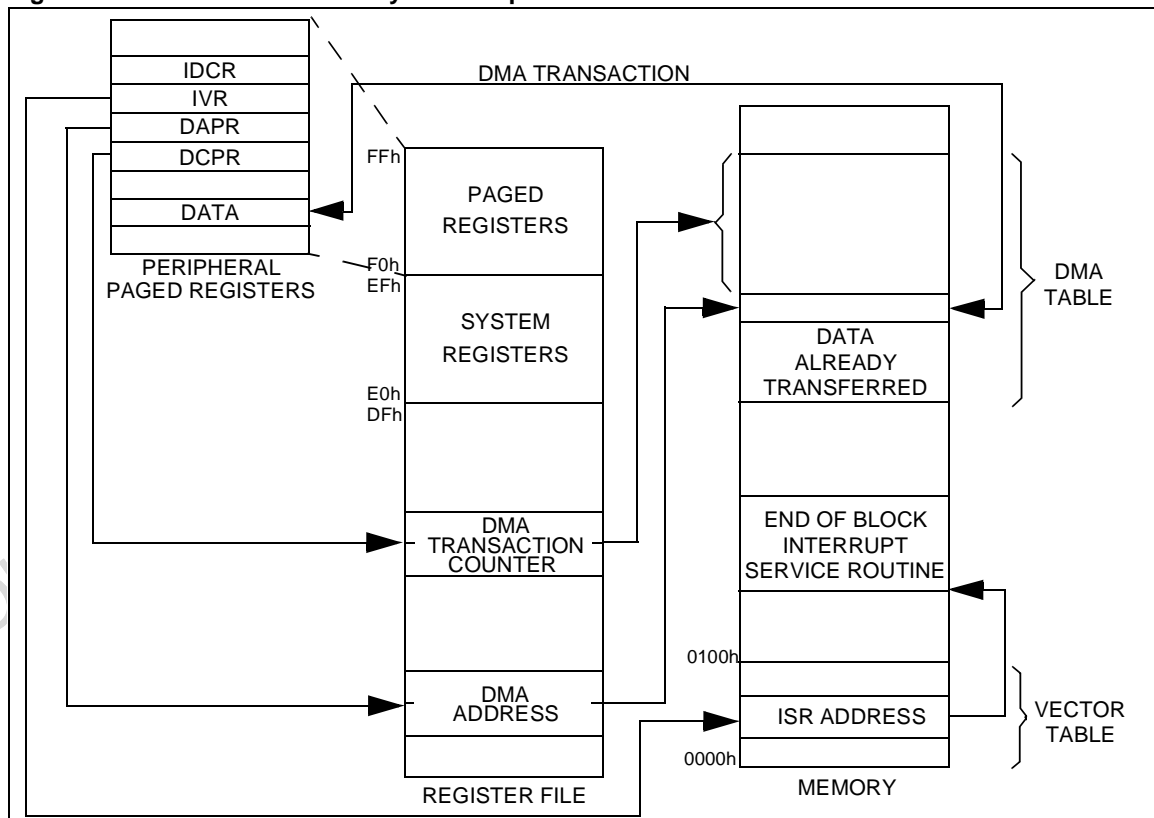 IDCR
IVR
DAPR
DCPR
DATA
PERIPHERAL
PAGED REGISTERS
DMA TRANSACTION
FFh
PAGED
REGISTERS
F0h
EFh
SYSTEM
REGISTERS
E0h
DFh
DMA
TRANSACTION
COUNTER
DMA
ADDRESS
REGISTER FILE
DMA
TABLE
DATA
ALREADY
TRANSFERRED
END OF BLOCK
INTERRUPT
SERVICE ROUTINE
0100h
ISR ADDRESS
0000h
VECTOR
TABLE
MEMORY